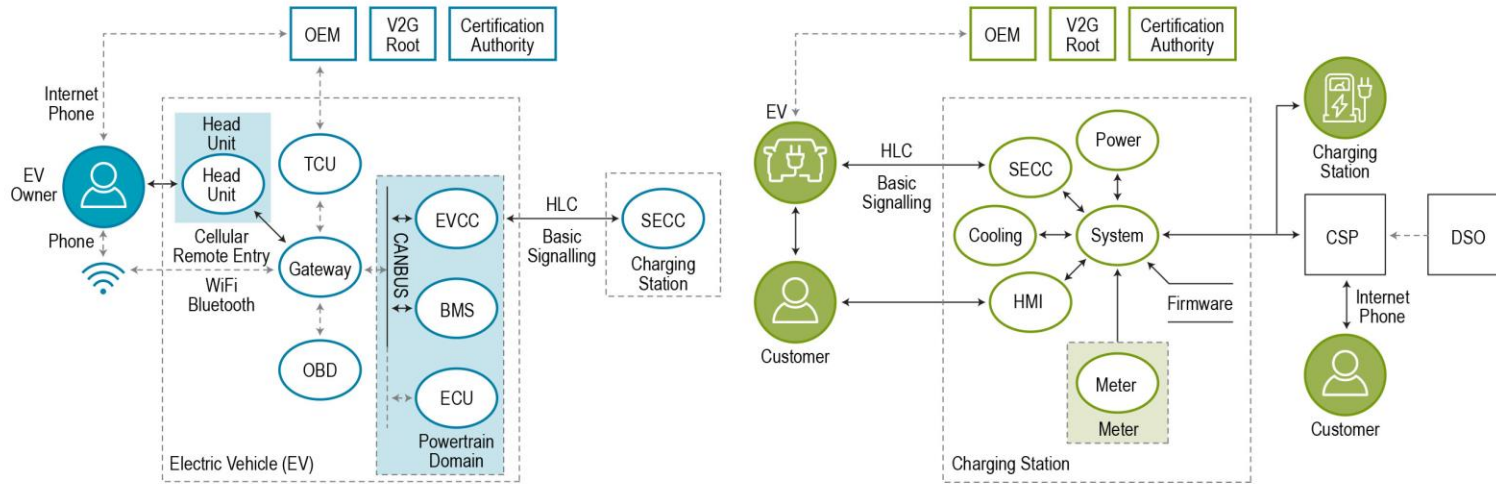 OEM
V2G
Root
Certification
Authority
Internet
Phone
Head
Unit
Head
Unit
TCU
EV
Owner
Phone
Cellular
Remote Entry
Gateway
WiFi
Bluetooth
OBD
CANBUS
EVCC
BMS
ECU
Powertrain
Domain
Electric Vehicle (EV)
HLC
Basic
Signalling
SECC
Charging
Station
OEM
V2G
Root
Certification
Authority
EV
HLC
Basic
Signalling
Customer
Power
SECC
Cooling
System
HMI
Firmware
Meter
Meter
Charging Station
Charging
Station
CSP
DSO
Internet
Phone
Customer